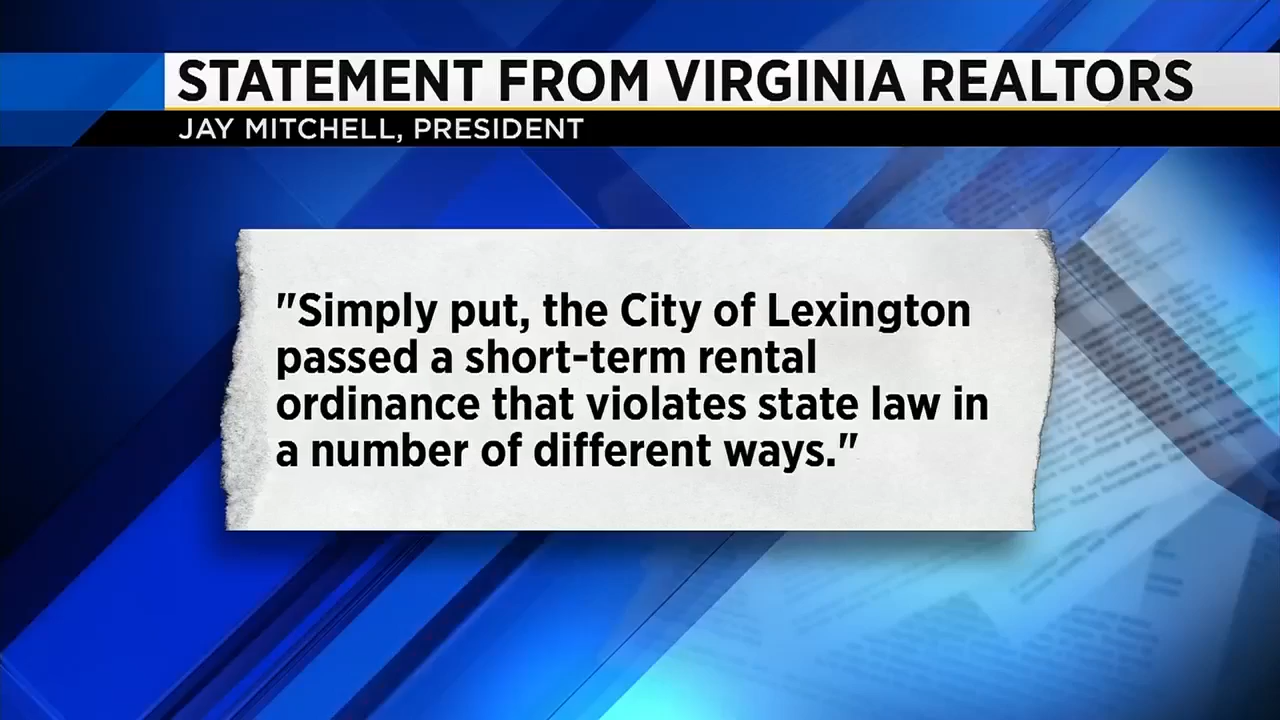 STATEMENT FROM VIRGINIA REALTORS
JAY MITCHELL, PRESIDENT
"Simply put, the City of Lexington
passed a short-term rental
ordinance that violates state law in
a number of different ways."